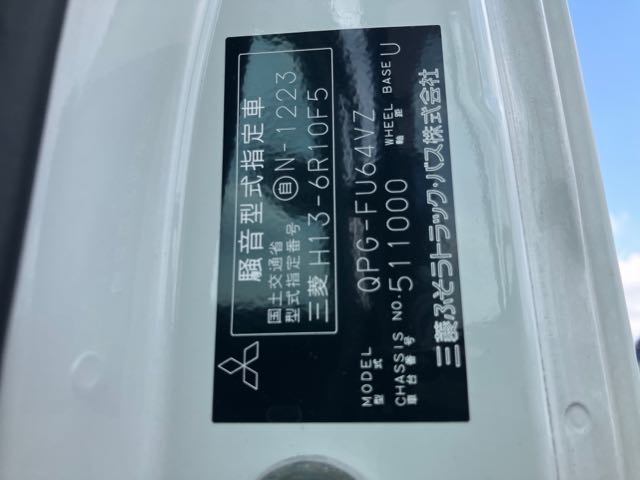 騒音型式指定車
国土交通省
型式指定番号 自N-1223
三菱 H13-6R10F5
MODEL
型式 QPG-FU64VZ
CHASSIS NO. 511000 WHEEL BASE U
車台番号 軸距
三菱ふそうトラック・バス株式会社